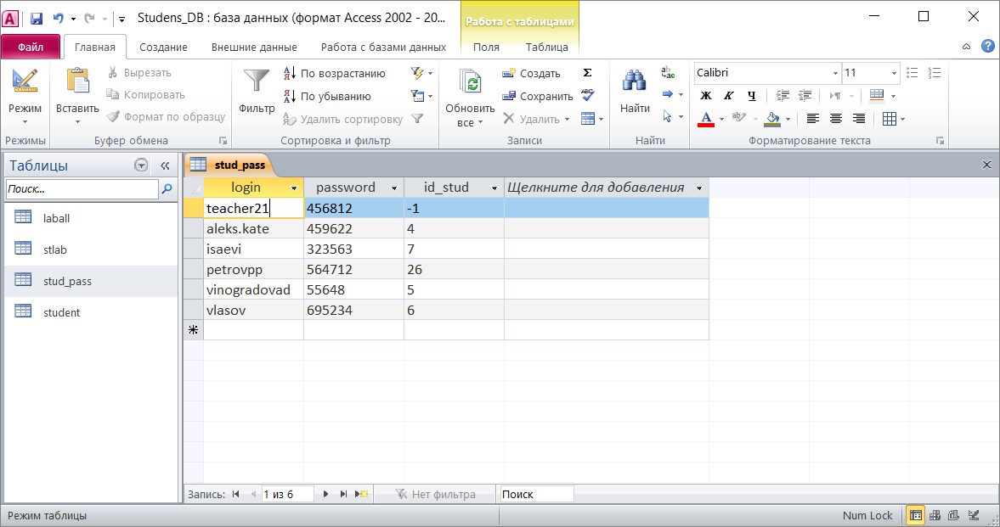 Studens_DB : база данных (формат Access 2002 - 20...
Работа с таблицами
Файл Главная Создание Внешние данные Работа с базами данных Поля Таблица
Режим
Режимы
Вставить
Вырезать
Копировать
Формат по образцу
Буфер обмена
Фильтр
По возрастанию
По убыванию
Удалить сортировку
Сортировка и фильтр
Обновить
все
Создать
Сохранить
Удалить
Записи
Найти
Найти
Calibri 11
Ж К Ч
Форматирование текста
Таблицы
Поиск...
laball
stlab
stud_pass
student
stud_pass
login password id_stud Щелкните для добавления
teacher21 456812 -1
aleks.kate 459622 4
isaevi 323563 7
petrovpp 564712 26
vinogradovad 55648 5
vlasov 695234 6
Запись: 1 из 6 Нет фильтра Поиск
Режим таблицы Num Lock